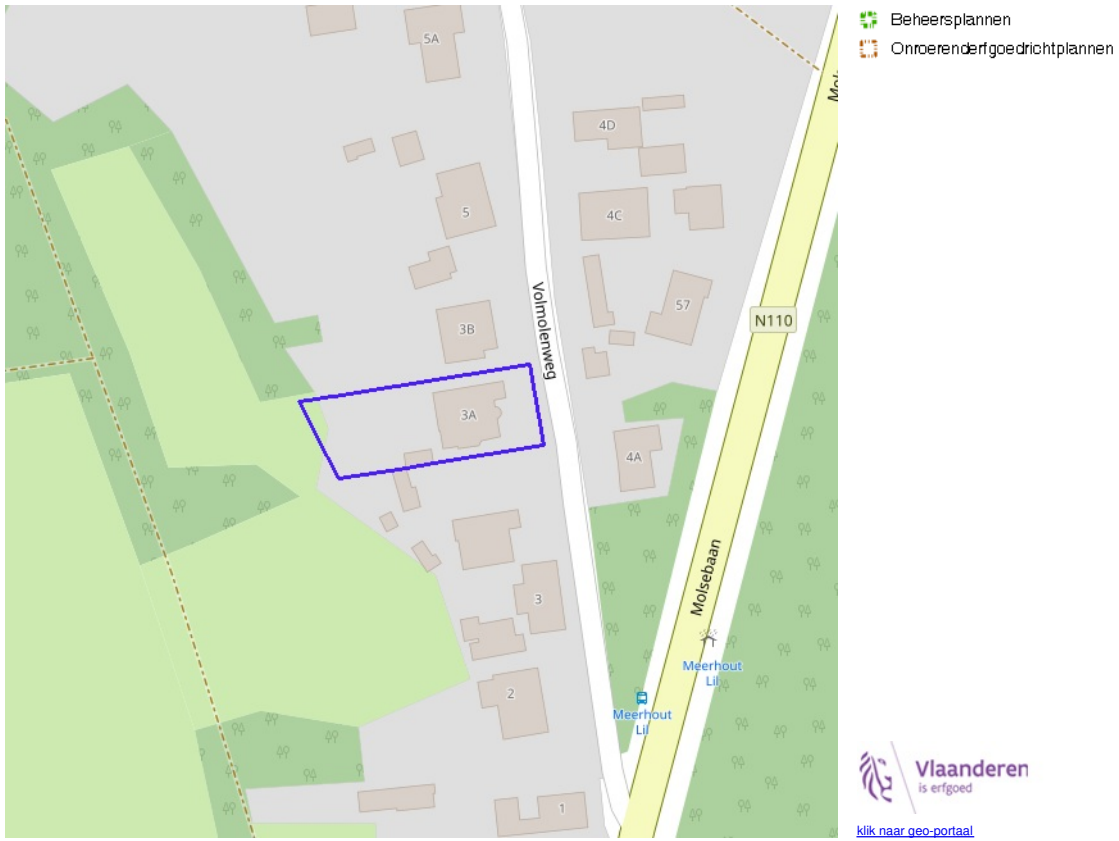 Beheersplannen
Onroerenderfgoedrichtplannen
5A
Mols
4D
5
4C
57
Volmolenweg
3B
N110
3A
4A
Molsebaan
3
Meerhout
Lil
2
Meerhout
Lil
1
Vlaanderen
is erfgoed
klik naar geo-portaal